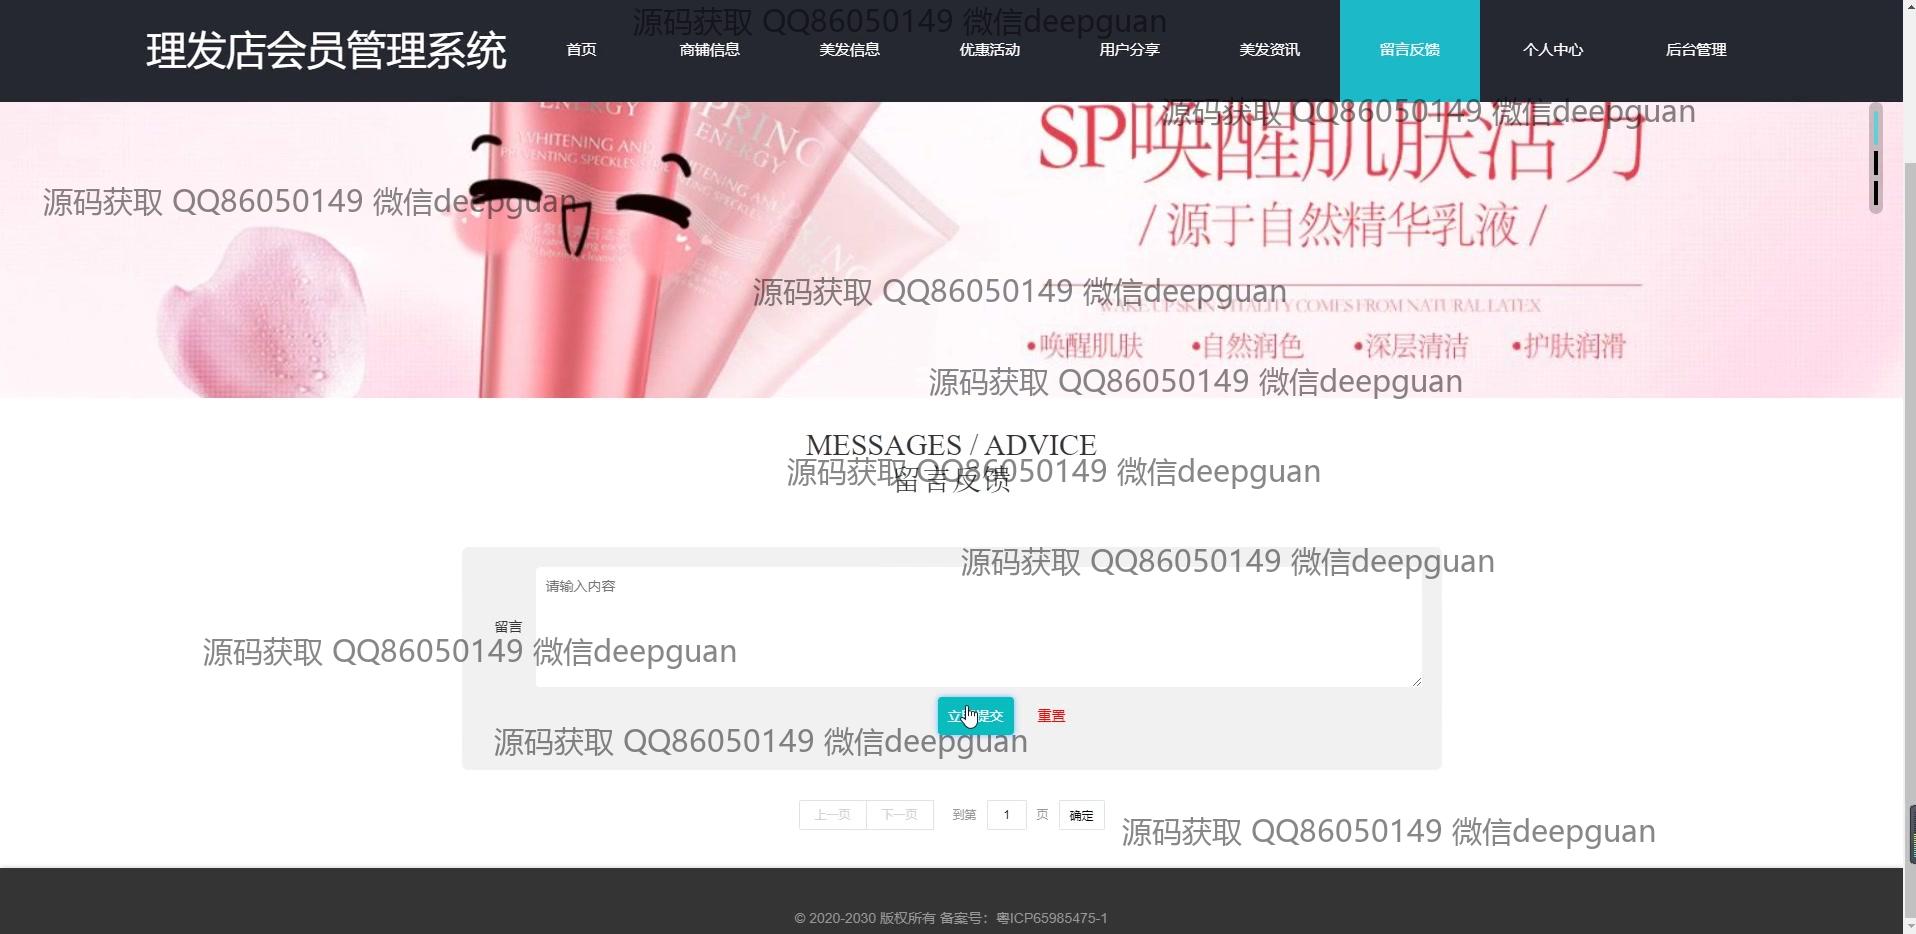 理发店会员管理系统
首页
商铺信息
美发信息
优惠活动
用户分享
美发资讯
留言反馈
个人中心
后台管理
源码获取 QQ86050149 微信deepguan
源码获取 QQ86050149 微信deepguan
ENERGY
WHITENING AND
PREVENTING SPECKLES
SPRING
ENERGY
SP唤醒肌肤活力
源码获取 QQ86050149 微信deepguan
/源于自然精华乳液/
源码获取 QQ86050149 微信deepguan
WAKE UP SKIN VITALITY COMES FROM NATURAL LATEX
•唤醒肌肤 •自然润色 •深层清洁 •护肤润滑
源码获取 QQ86050149 微信deepguan
MESSAGES / ADVICE
留言反馈
源码获取 QQ86050149 微信deepguan
源码获取 QQ86050149 微信deepguan
请输入内容
留言
源码获取 QQ86050149 微信deepguan
立即提交
重置
源码获取 QQ86050149 微信deepguan
上一页
下一页
到第
1
页
确定
源码获取 QQ86050149 微信deepguan
© 2020-2030 版权所有 备案号：粤ICP65985475-1